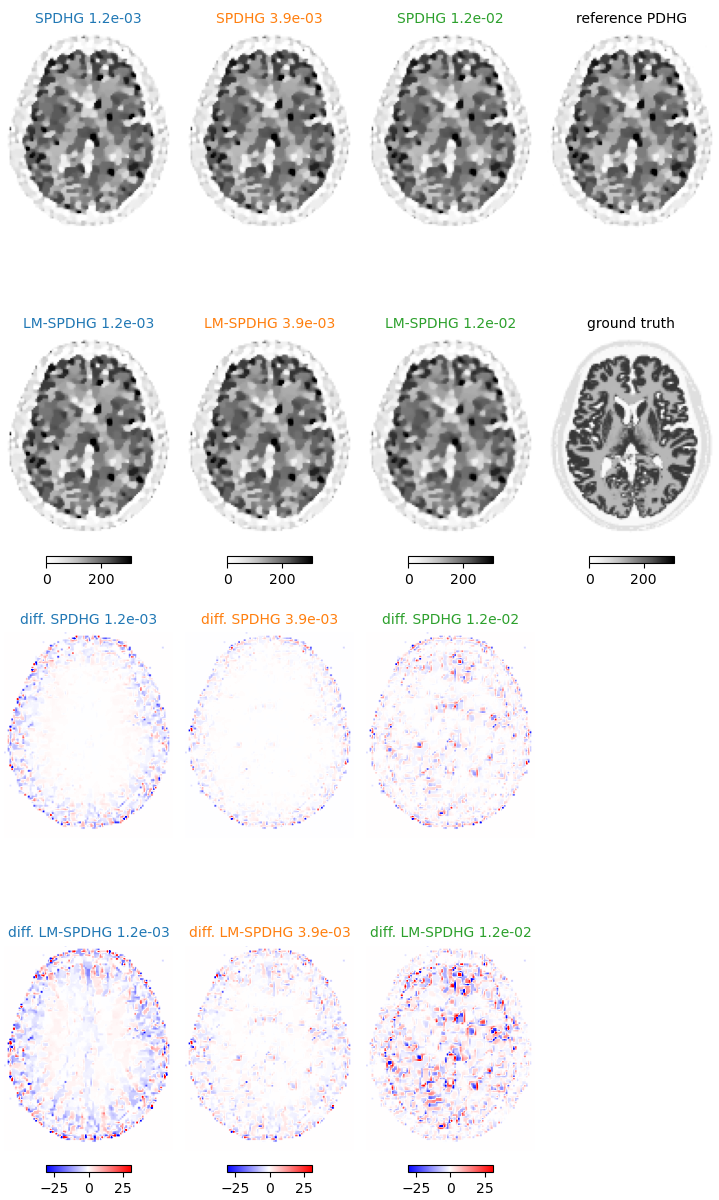 SPDHG 1.2e-03 SPDHG 3.9e-03 SPDHG 1.2e-02 reference PDHG
LM-SPDHG 1.2e-03 LM-SPDHG 3.9e-03 LM-SPDHG 1.2e-02 ground truth
0 200 0 200 0 200 0 200
diff. SPDHG 1.2e-03 diff. SPDHG 3.9e-03 diff. SPDHG 1.2e-02
diff. LM-SPDHG 1.2e-03 diff. LM-SPDHG 3.9e-03 diff. LM-SPDHG 1.2e-02
−25 0 25 −25 0 25 −25 0 25